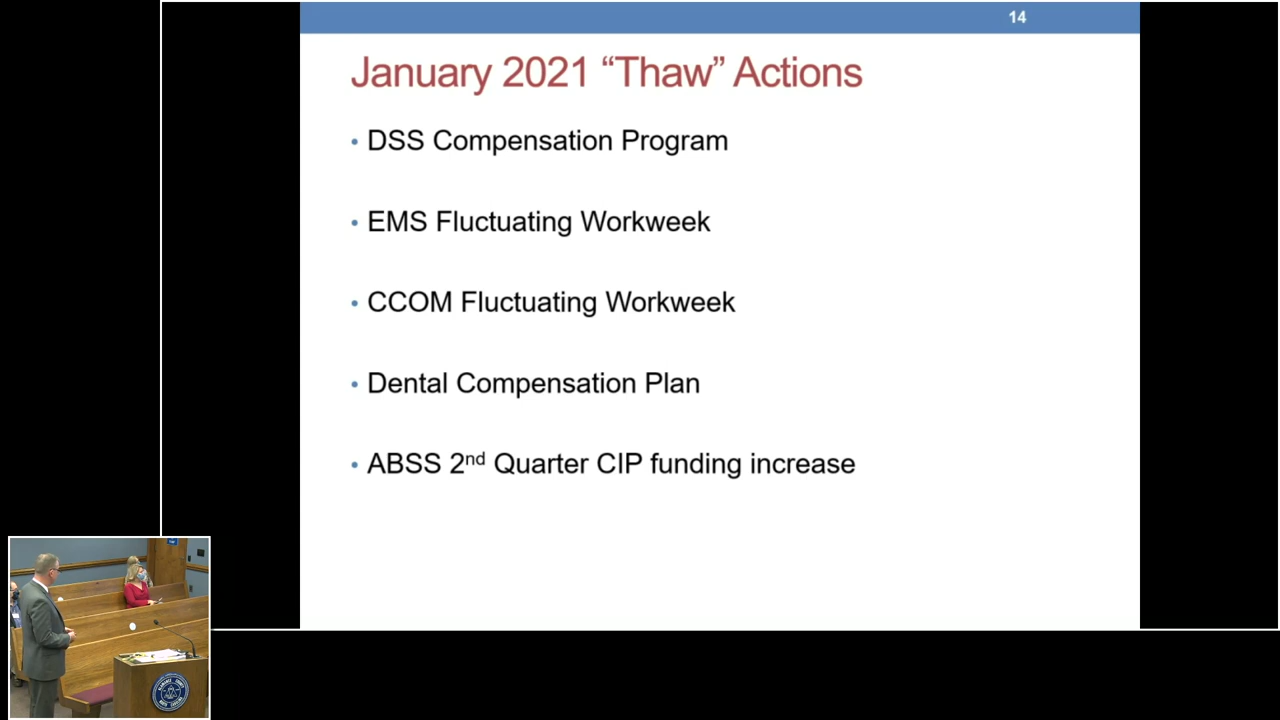 14
January 2021 “Thaw” Actions
• DSS Compensation Program
• EMS Fluctuating Workweek
• CCOM Fluctuating Workweek
• Dental Compensation Plan
• ABSS 2nd Quarter CIP funding increase